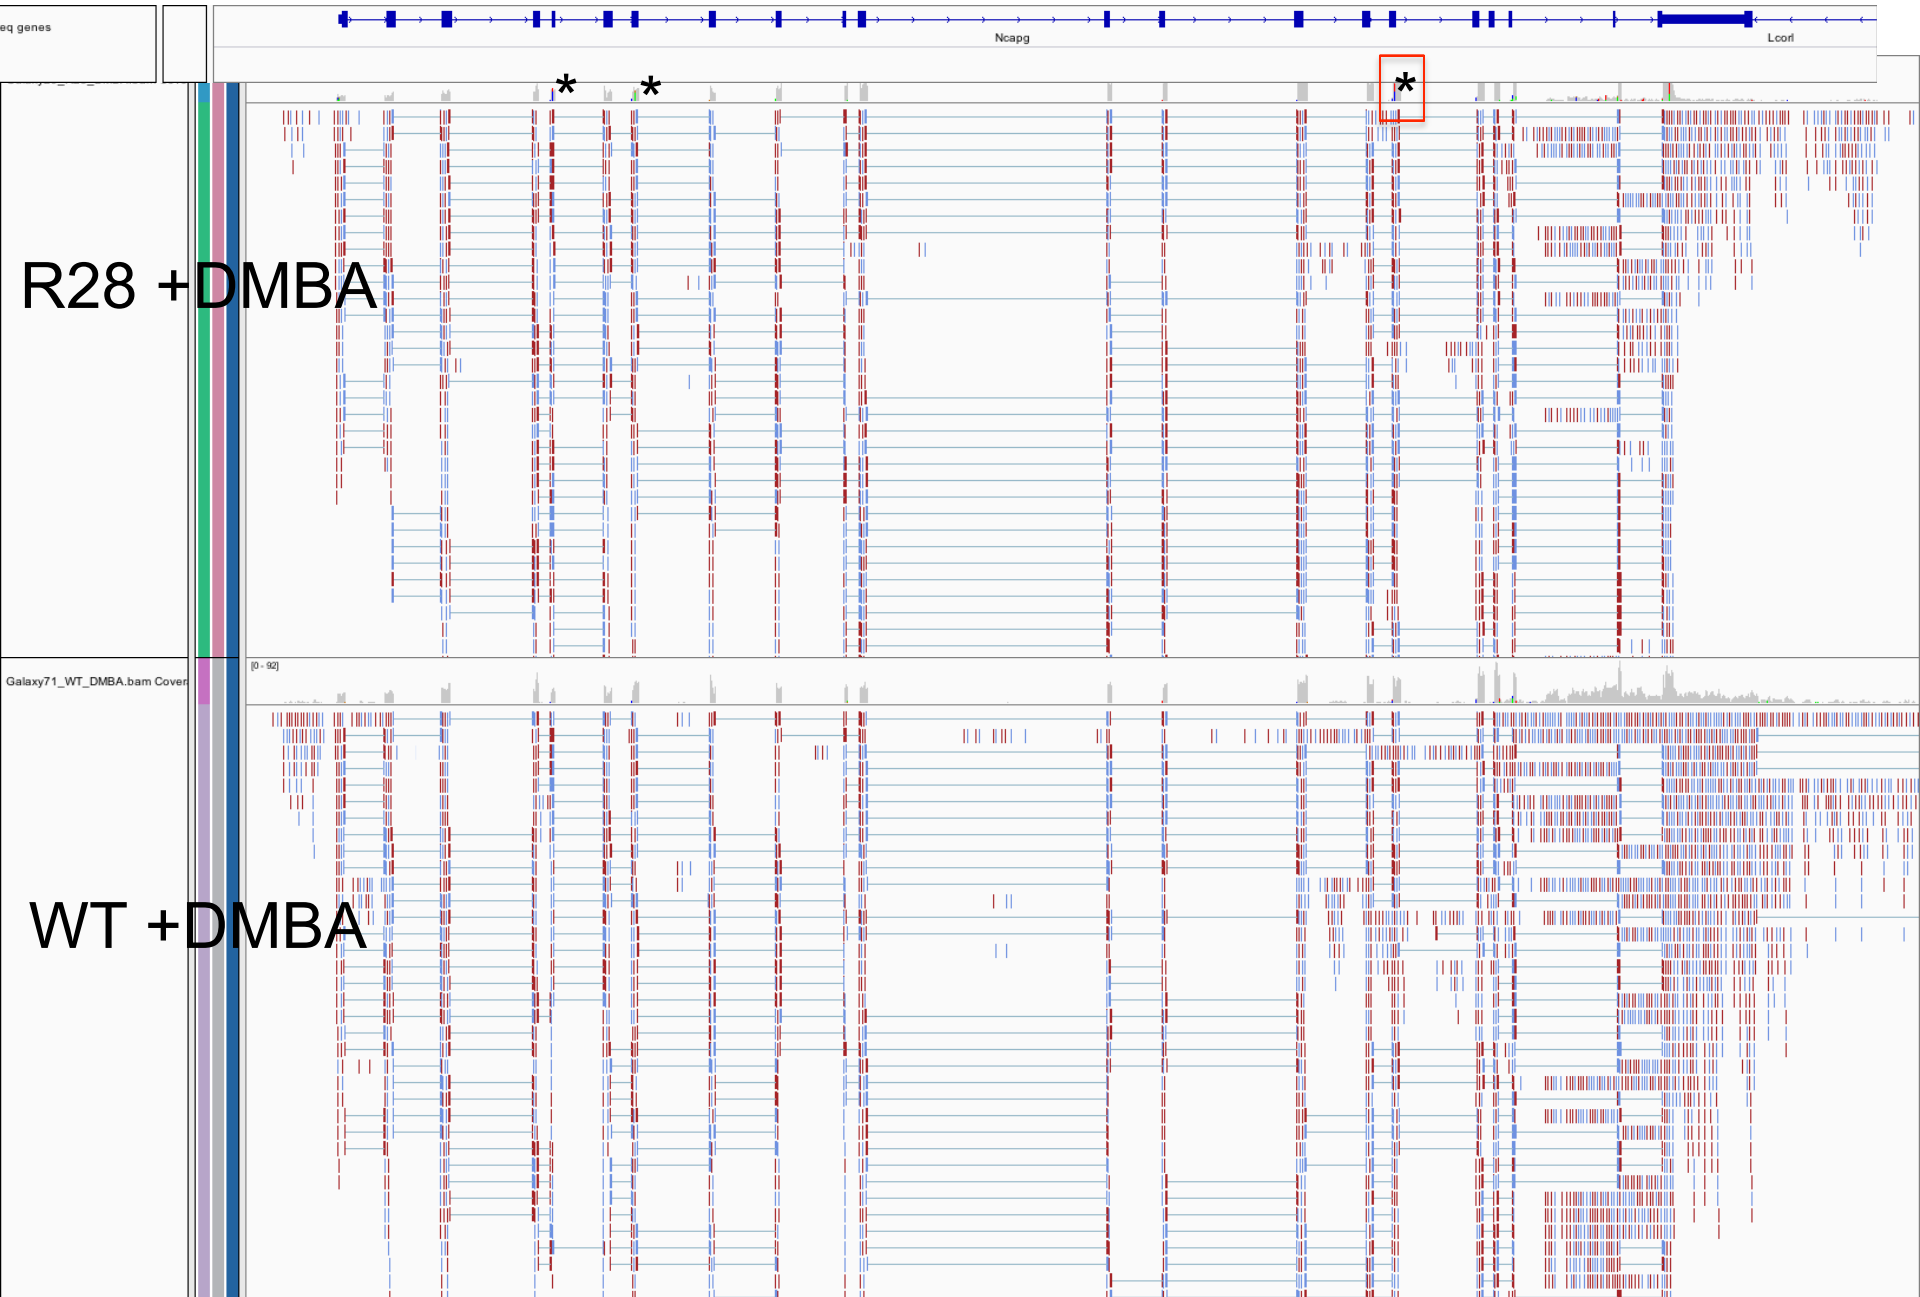 eq genes
Ncapg
Lcorl
*
*
*
R28 +DMBA
[0 - 92]
Galaxy71_WT_DMBA.bam Cover
WT +DMBA